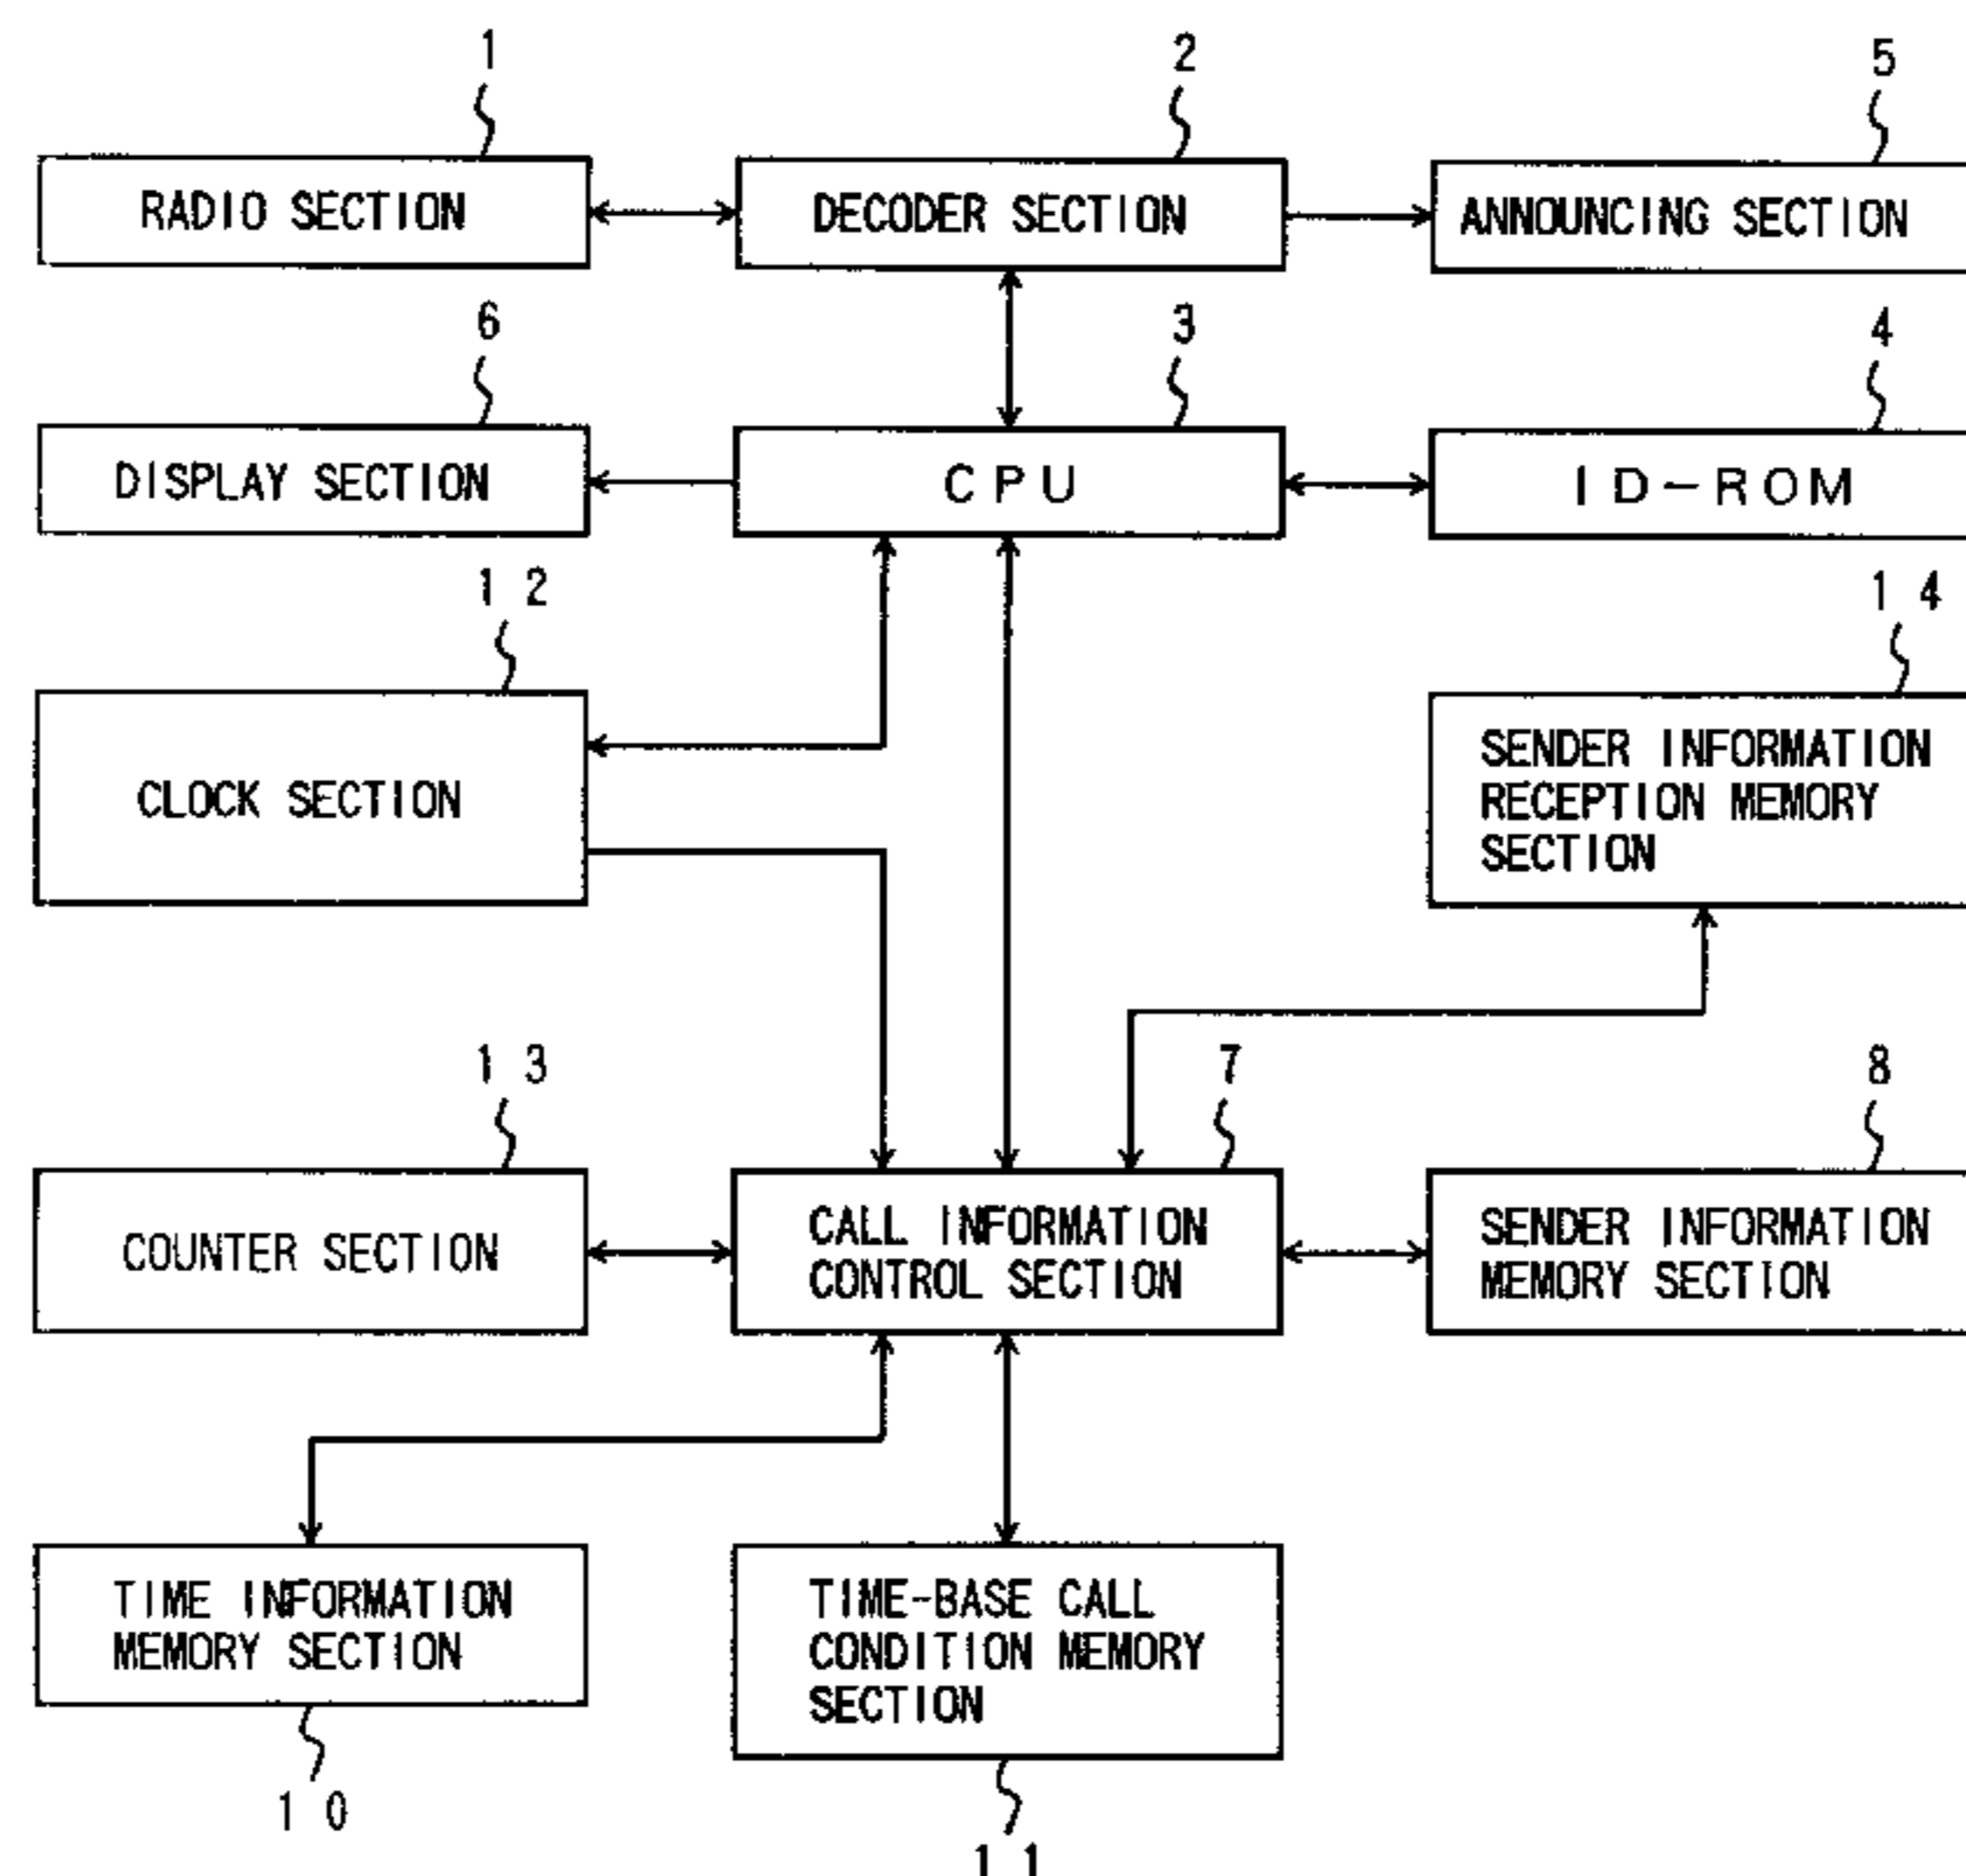 1
2
5
RADIO SECTION
DECODER SECTION
ANNOUNCING SECTION
6
3
4
DISPLAY SECTION
CPU
ID-ROM
12
14
CLOCK SECTION
SENDER INFORMATION
RECEPTION MEMORY
SECTION
13
7
8
COUNTER SECTION
CALL INFORMATION
CONTROL SECTION
SENDER INFORMATION
MEMORY SECTION
TIME INFORMATION
MEMORY SECTION
TIME-BASE CALL
CONDITION MEMORY
SECTION
10
11